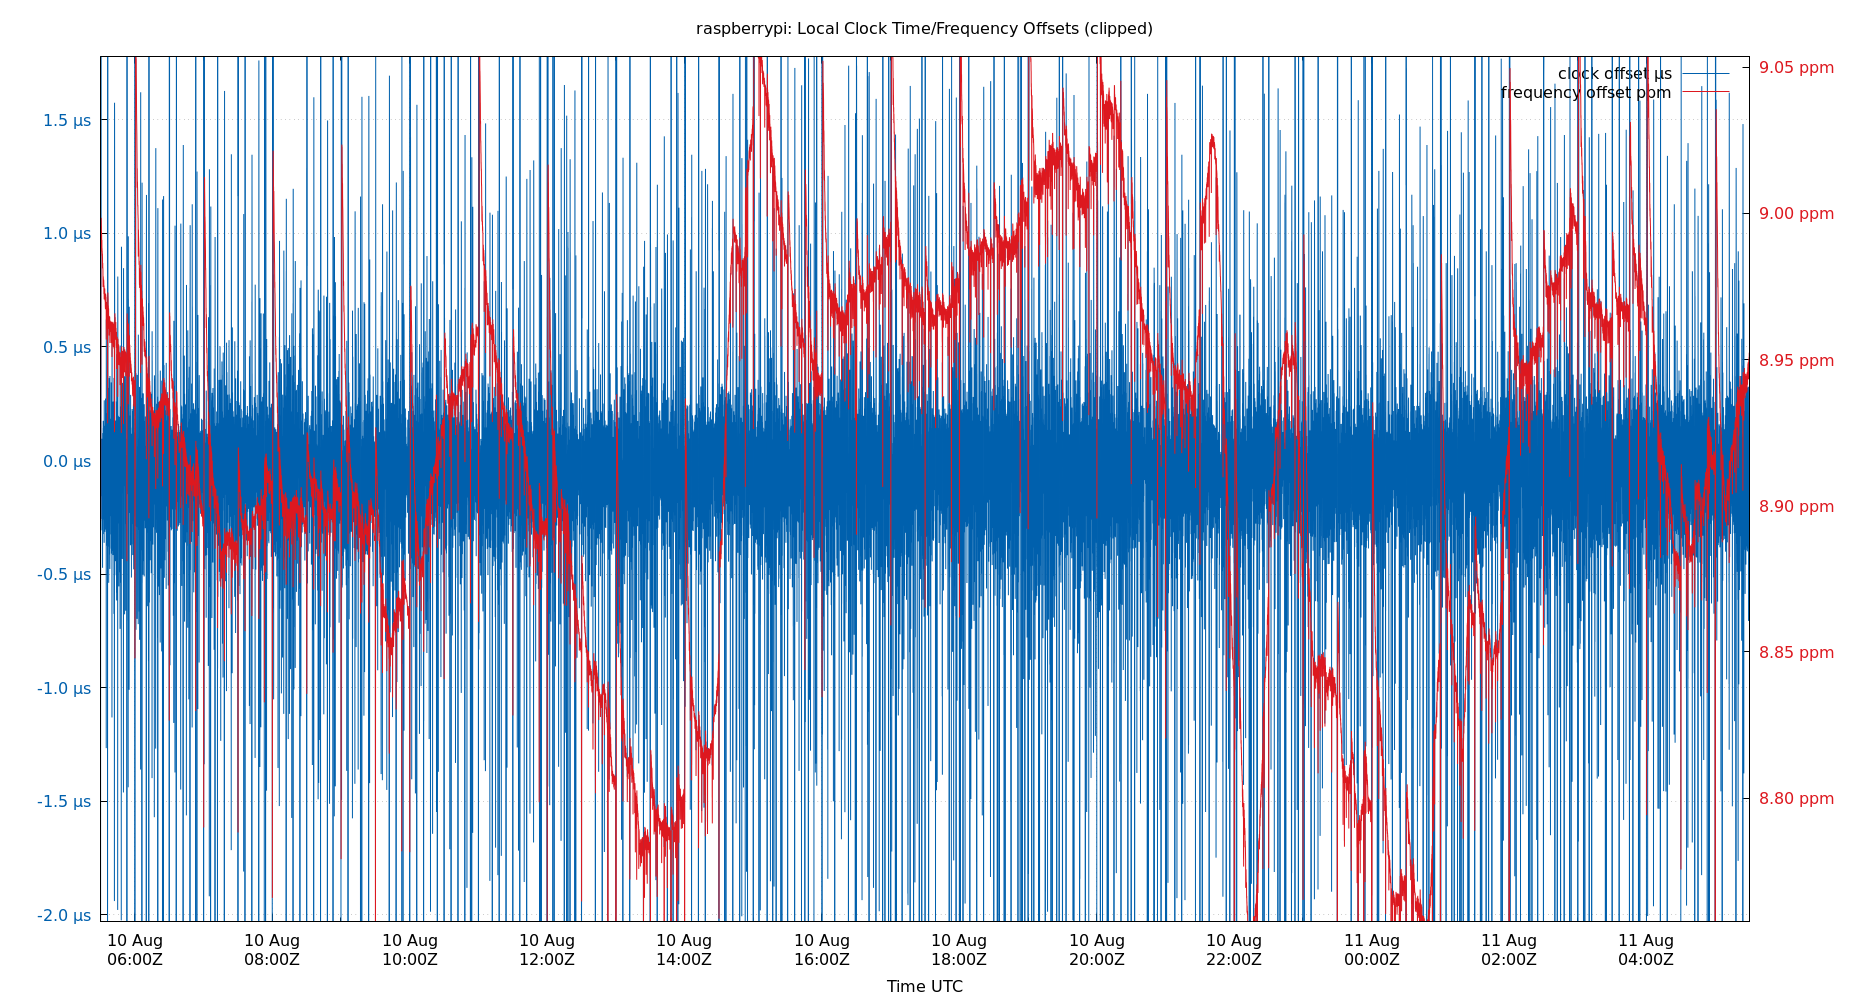 raspberrypi: Local Clock Time/Frequency Offsets (clipped)
clock offset µs
frequency offset ppm
1.5 µs
1.0 µs
0.5 µs
0.0 µs
-0.5 µs
-1.0 µs
-1.5 µs
-2.0 µs
9.05 ppm
9.00 ppm
8.95 ppm
8.90 ppm
8.85 ppm
8.80 ppm
10 Aug 10 Aug 10 Aug 10 Aug 10 Aug 10 Aug 10 Aug 10 Aug 10 Aug 11 Aug 11 Aug 11 Aug
06:00Z 08:00Z 10:00Z 12:00Z 14:00Z 16:00Z 18:00Z 20:00Z 22:00Z 00:00Z 02:00Z 04:00Z
Time UTC